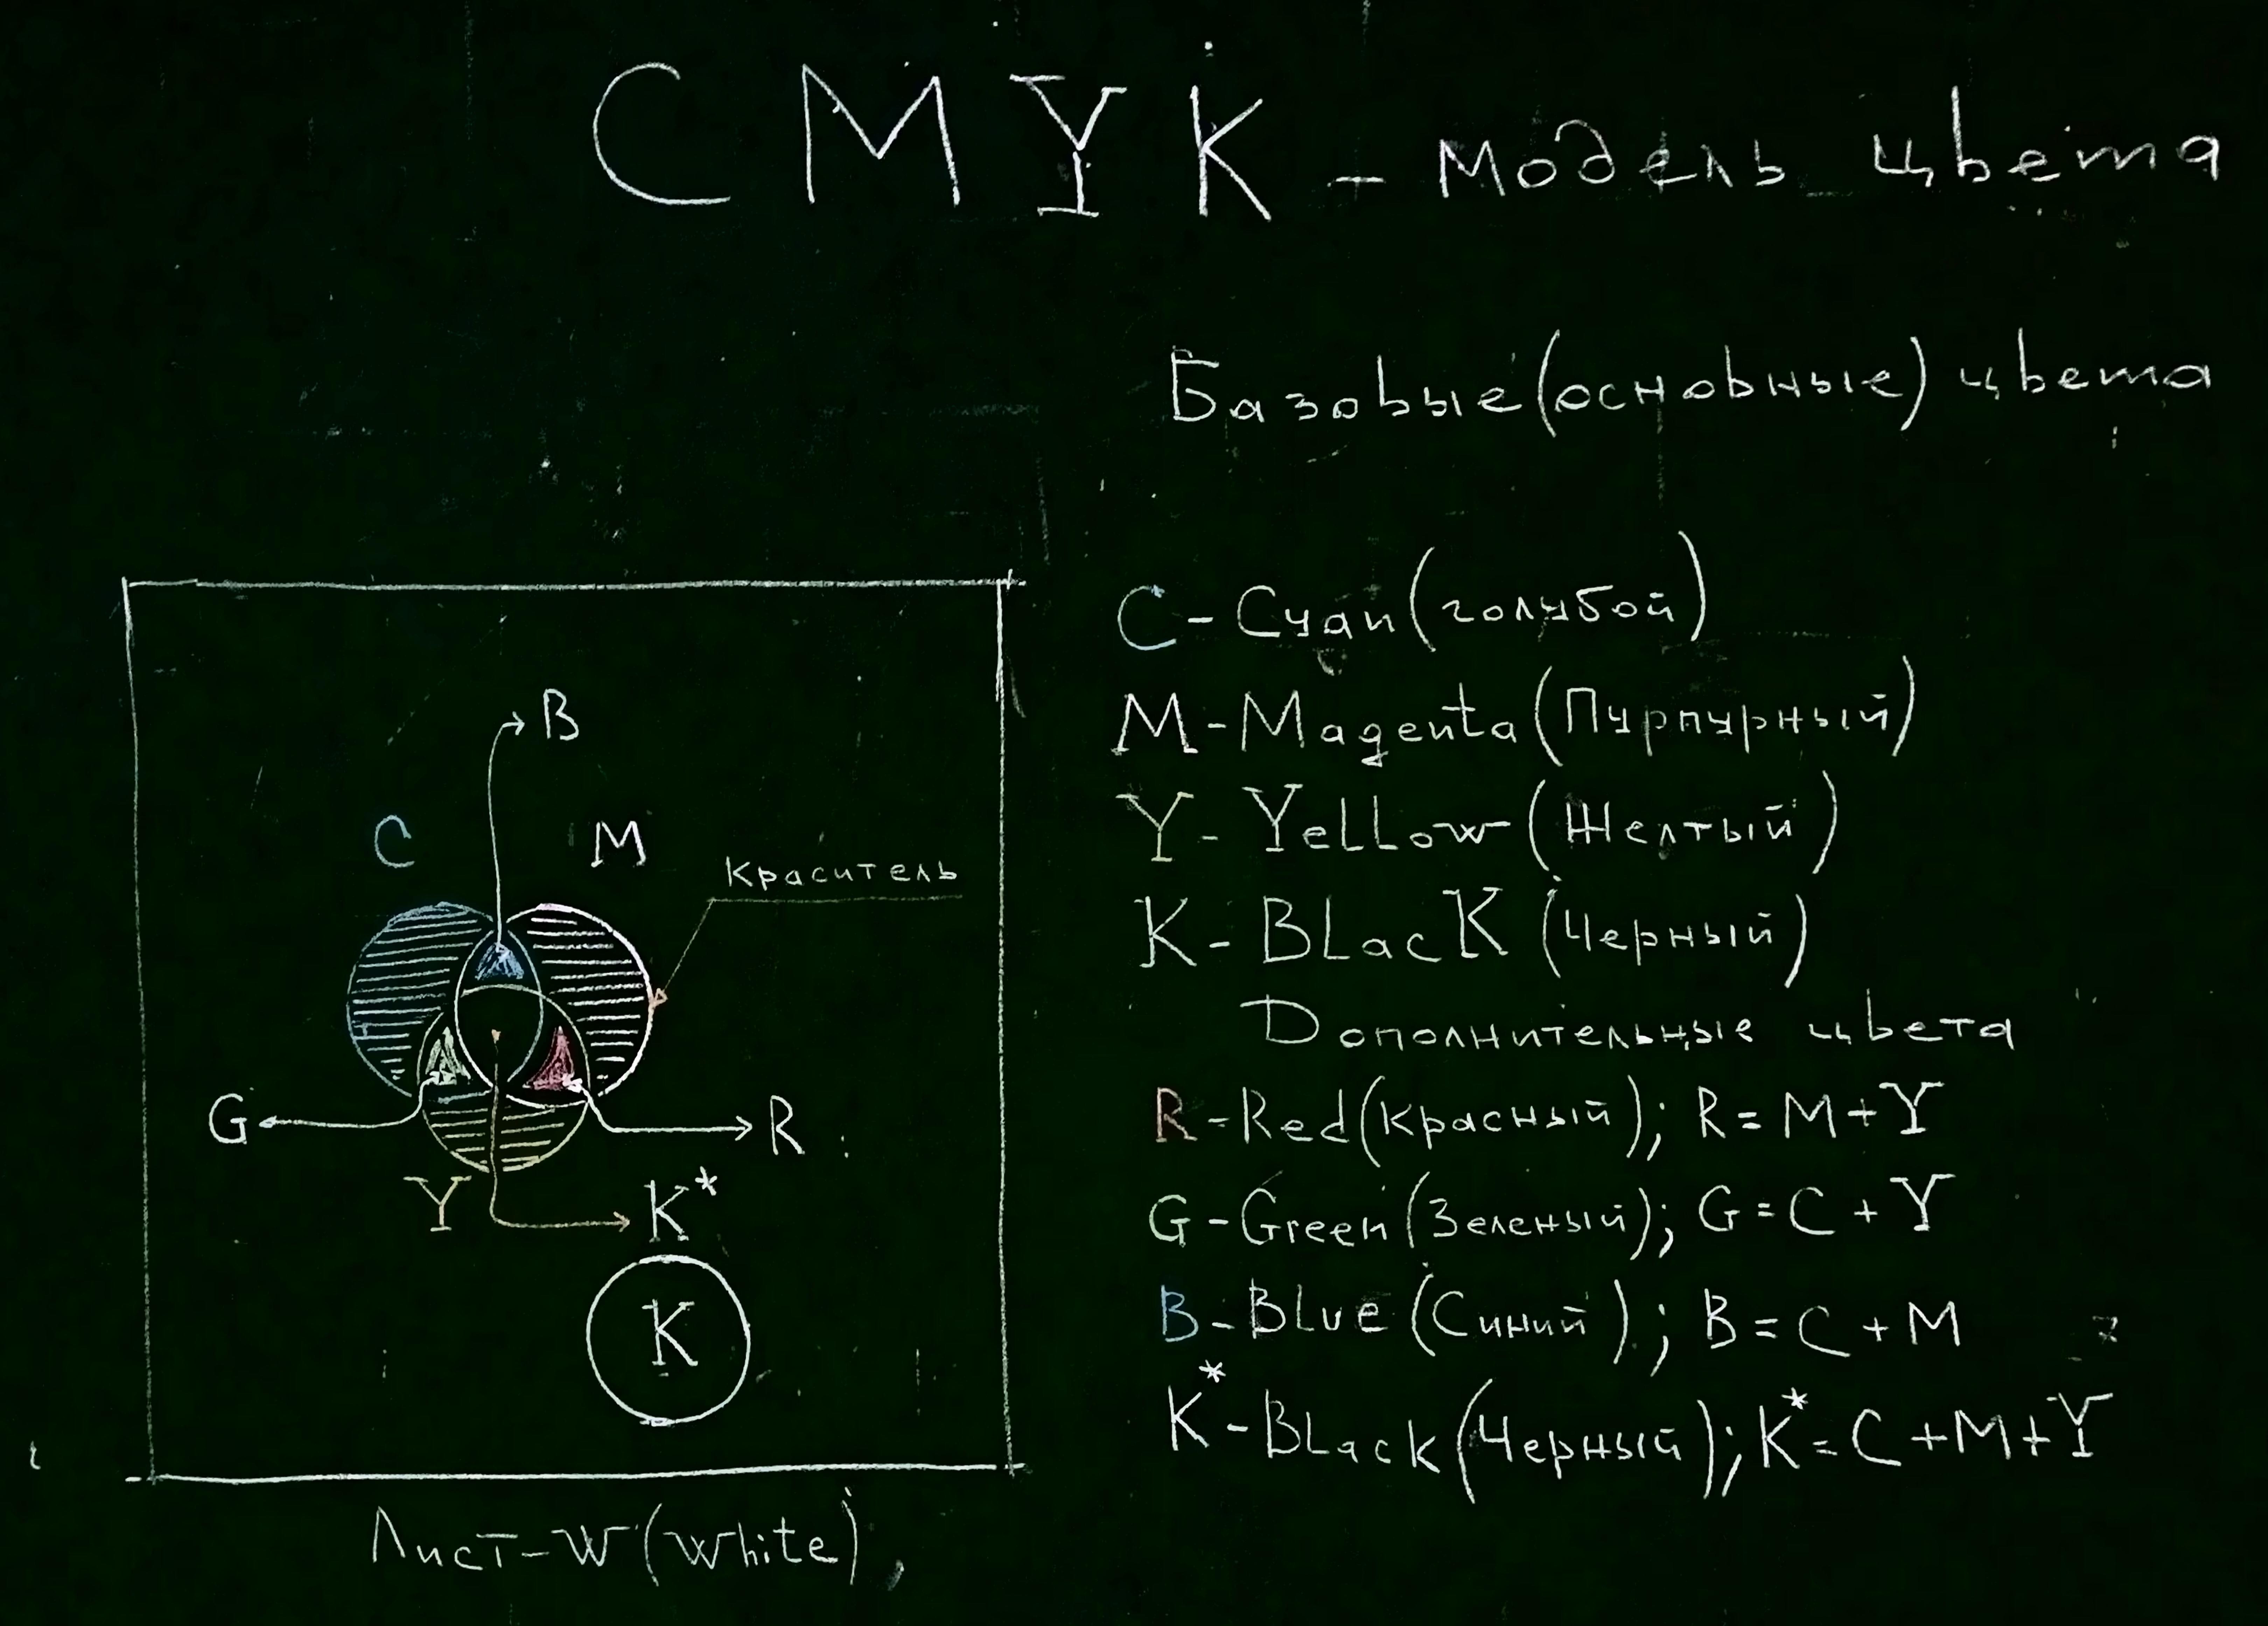 CMYK - модель цвета
Базовые (основные) цвета
C - Cyan (голубой)
M - Magenta (Пурпурный)
Y - Yellow (Желтый)
K - BLacK (Черный)
Дополнительные цвета
R - Red (Красный); R = M + Y
G - Green (Зеленый); G = C + Y
B - BLue (Синий); B = C + M
K* - BLack (Черный); K* = C + M + Y
B
C M
Краситель
G R
Y K*
K
Лист - W (White)